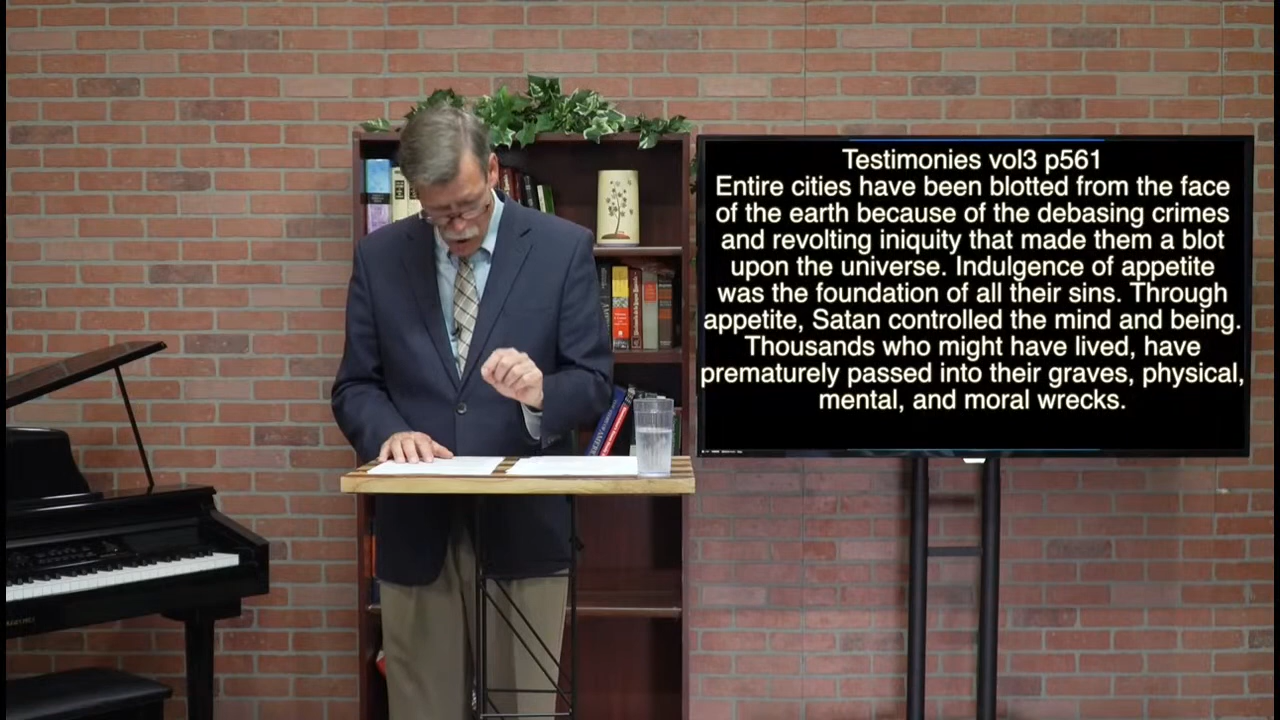 Testimonies vol3 p561
Entire cities have been blotted from the face
of the earth because of the debasing crimes
and revolting iniquity that made them a blot
upon the universe. Indulgence of appetite
was the foundation of all their sins. Through
appetite, Satan controlled the mind and being.
Thousands who might have lived, have
prematurely passed into their graves, physical,
mental, and moral wrecks.